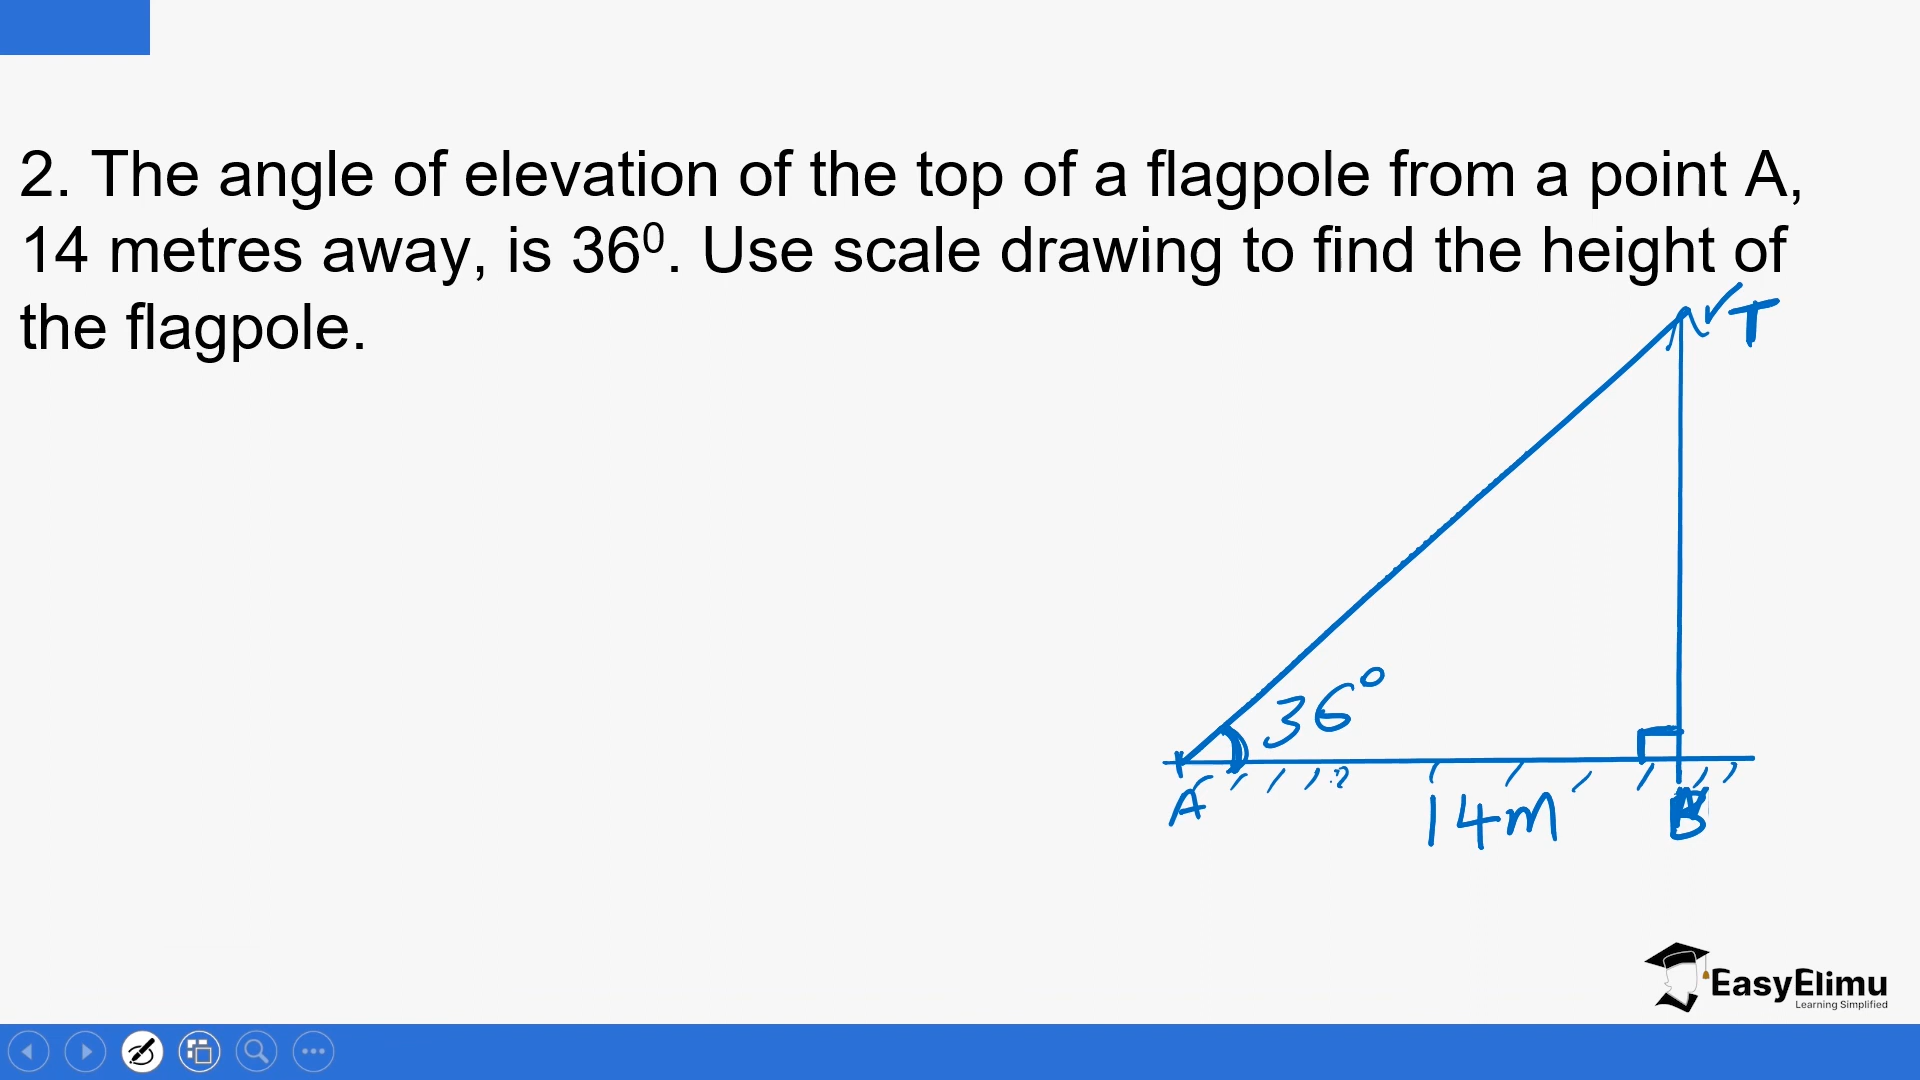 2. The angle of elevation of the top of a flagpole from a point A,
14 metres away, is 36⁰. Use scale drawing to find the height of
the flagpole.
T
36°
A
14m
B
EasyElimu
Learning Simplified